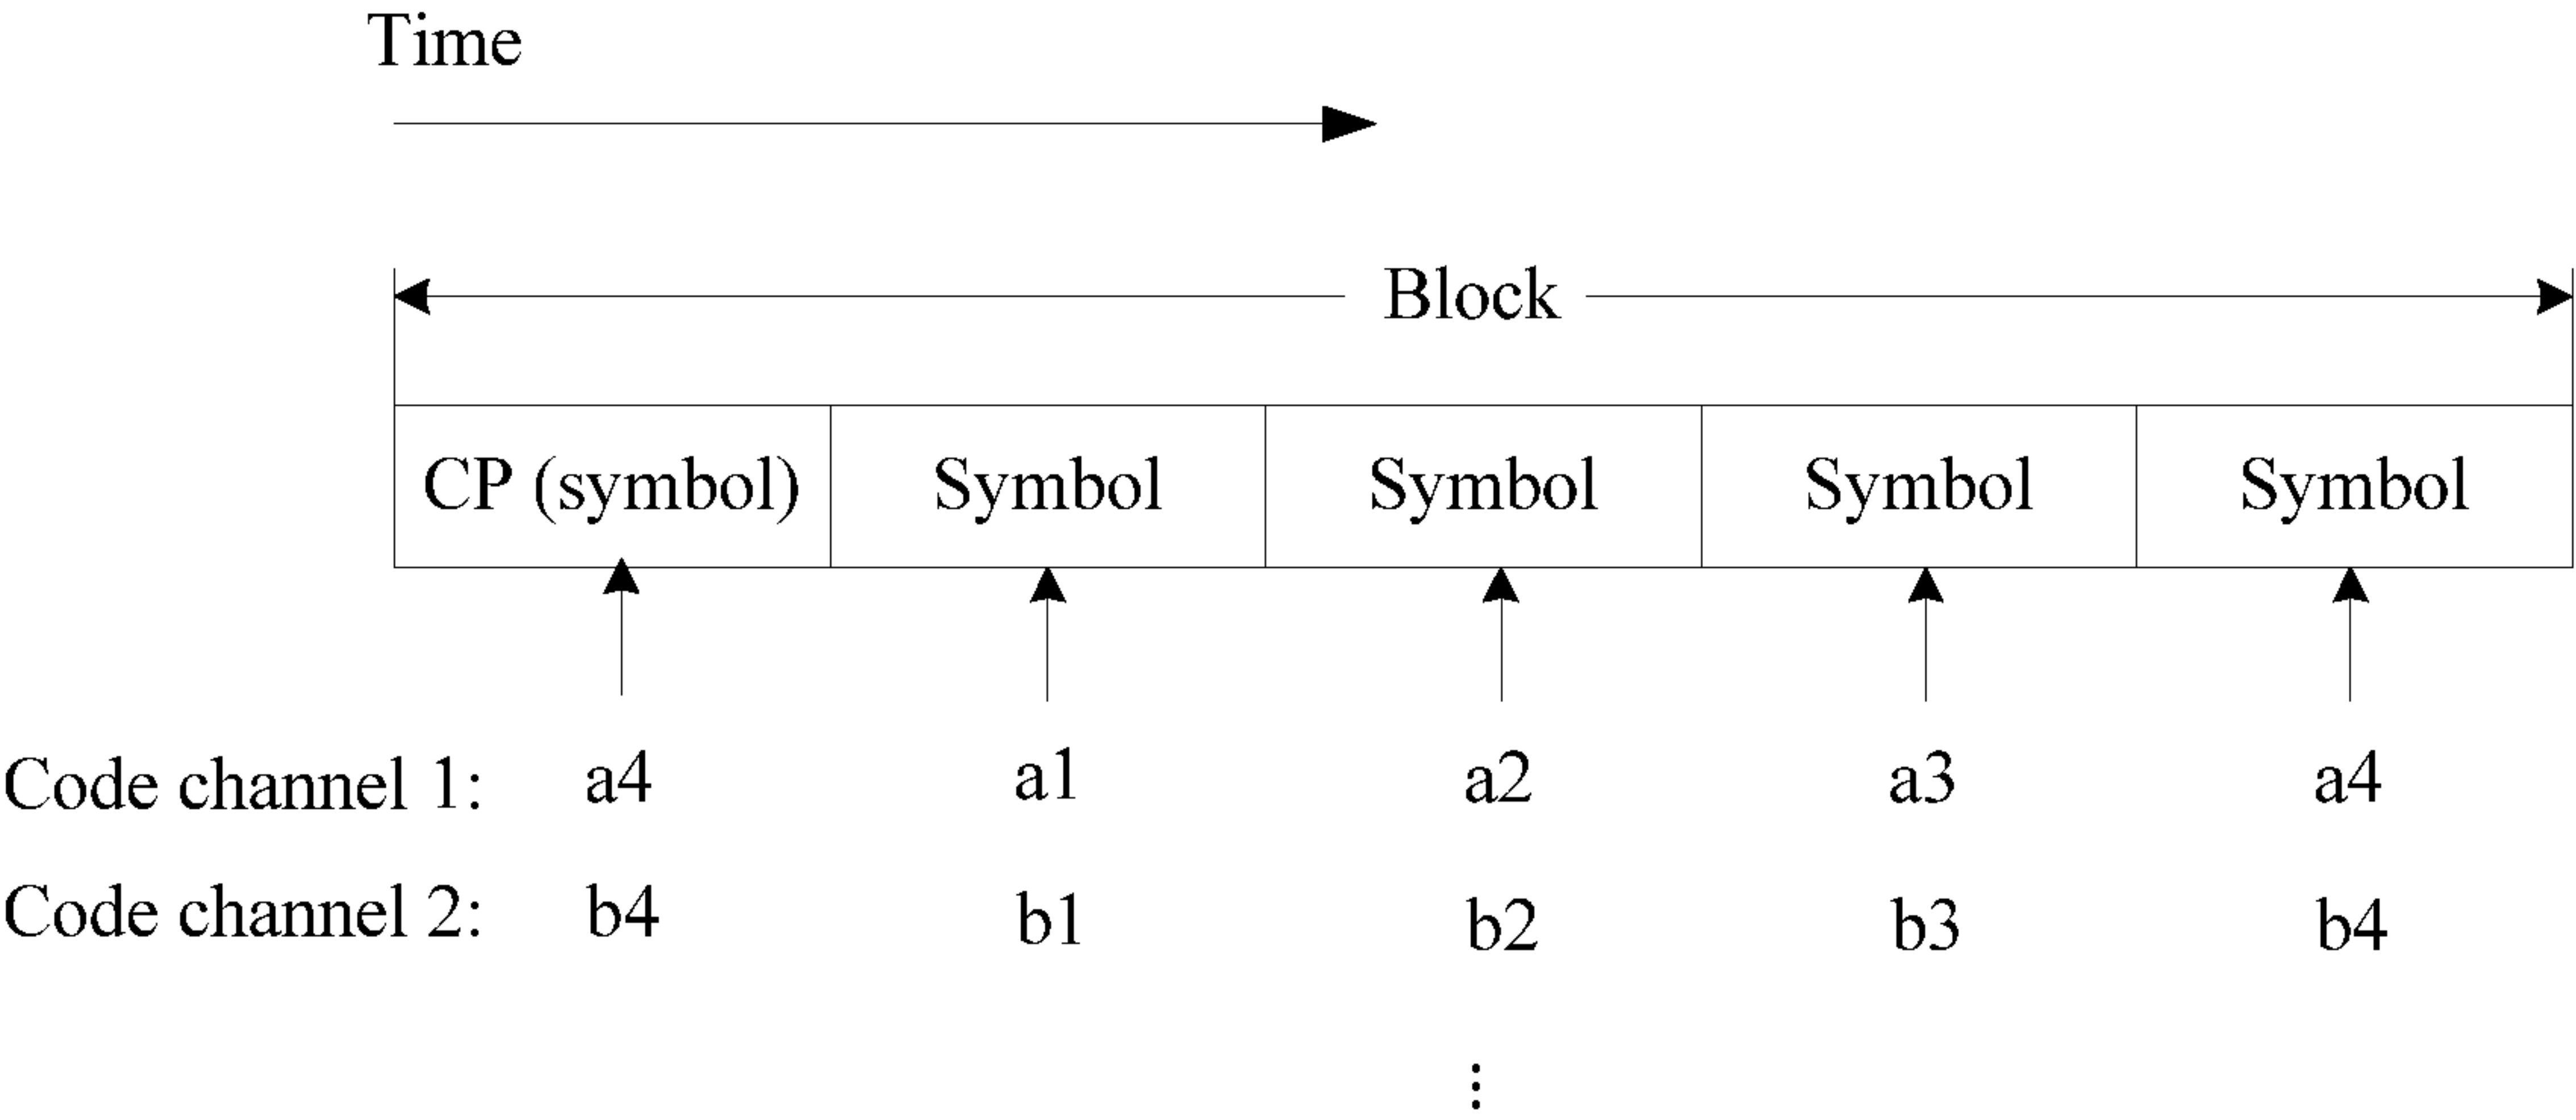 Time
Block
CP (symbol) Symbol Symbol Symbol Symbol
Code channel 1: a4 a1 a2 a3 a4
Code channel 2: b4 b1 b2 b3 b4
⋮